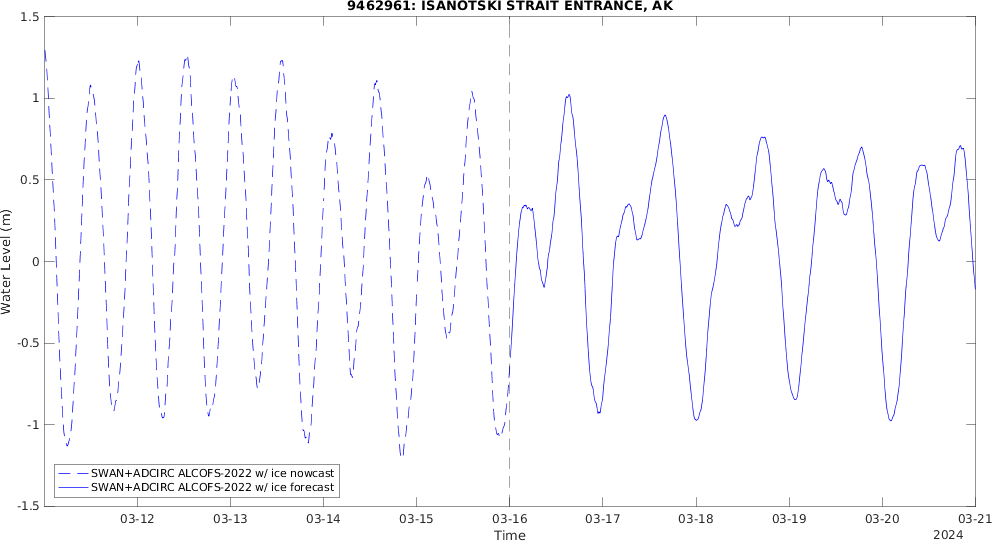 9462961: ISANOTSKI STRAIT ENTRANCE, AK
1.5
1
0.5
0
-0.5
-1
-1.5
Water Level (m)
SWAN+ADCIRC ALCOFS-2022 w/ ice nowcast
SWAN+ADCIRC ALCOFS-2022 w/ ice forecast
03-12 03-13 03-14 03-15 03-16 03-17 03-18 03-19 03-20 03-21
Time
2024